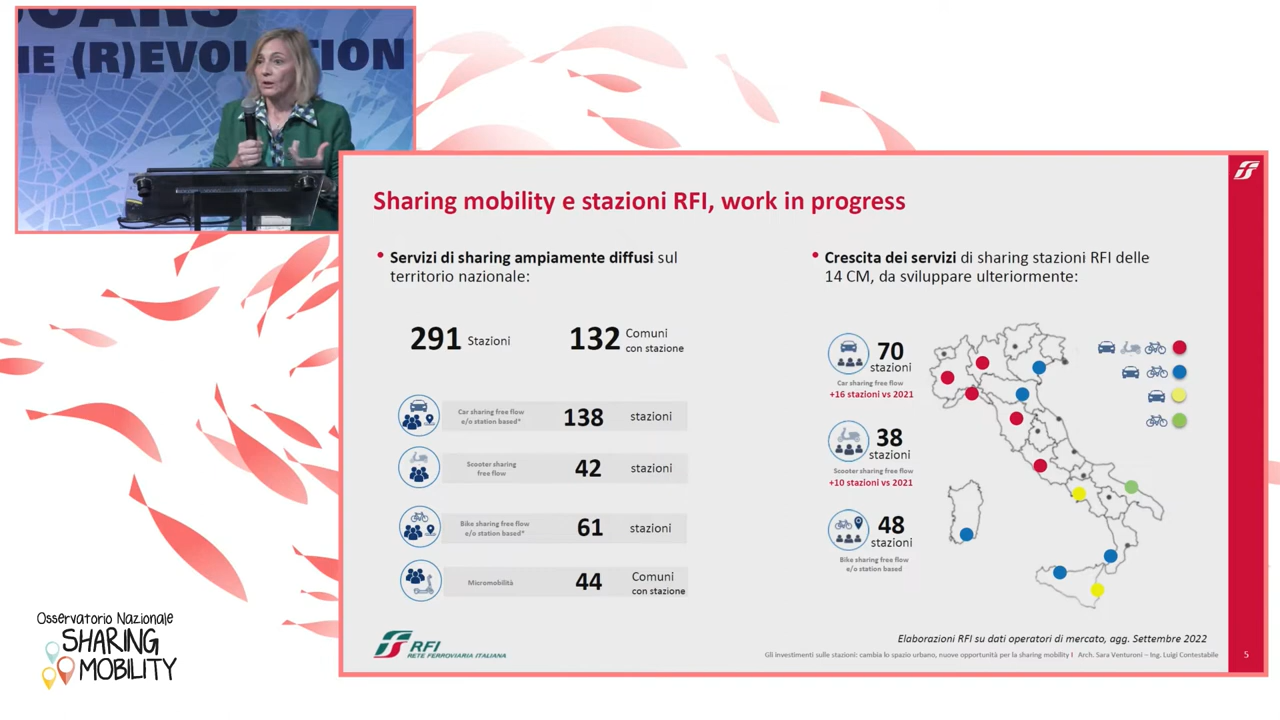 HE (R)EVOLUTION
Sharing mobility e stazioni RFI, work in progress
• Servizi di sharing ampiamente diffusi sul
territorio nazionale:
291 Stazioni
132 Comuni
con stazione
Car sharing free flow
e/o station based*
138 stazioni
Scooter sharing
free flow
42 stazioni
Bike sharing free flow
e/o station based*
61 stazioni
Micromobilità
44 Comuni
con stazione
• Crescita dei servizi di sharing stazioni RFI delle
14 CM, da sviluppare ulteriormente:
70
stazioni
Car sharing free flow
+16 stazioni vs 2021
38
stazioni
Scooter sharing free flow
+10 stazioni vs 2021
48
stazioni
Bike sharing free flow
e/o station based
RFI
RETE FERROVIARIA ITALIANA
Elaborazioni RFI su dati operatori di mercato, agg. Settembre 2022
Gli investimenti sulle stazioni: cambia lo spazio urbano, nuove opportunità per la sharing mobility I Arch. Sara Venturoni – Ing. Luigi Contestabile
5
Osservatorio Nazionale
SHARING
MOBILITY